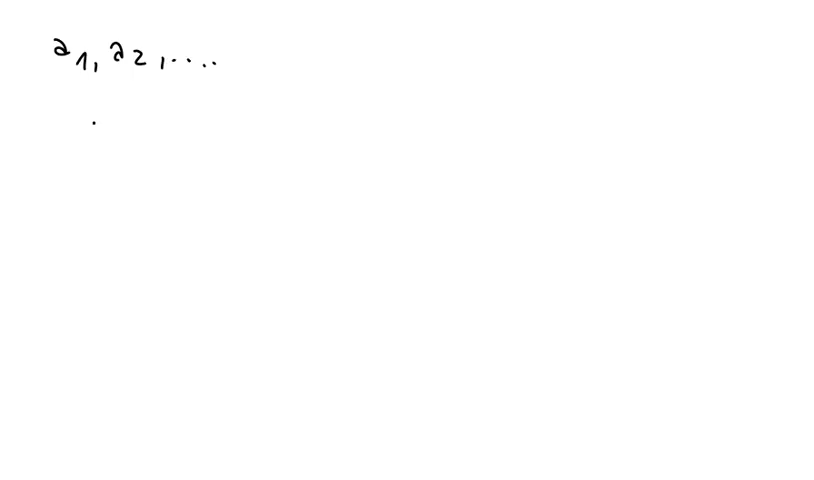 a₁, a₂, ....